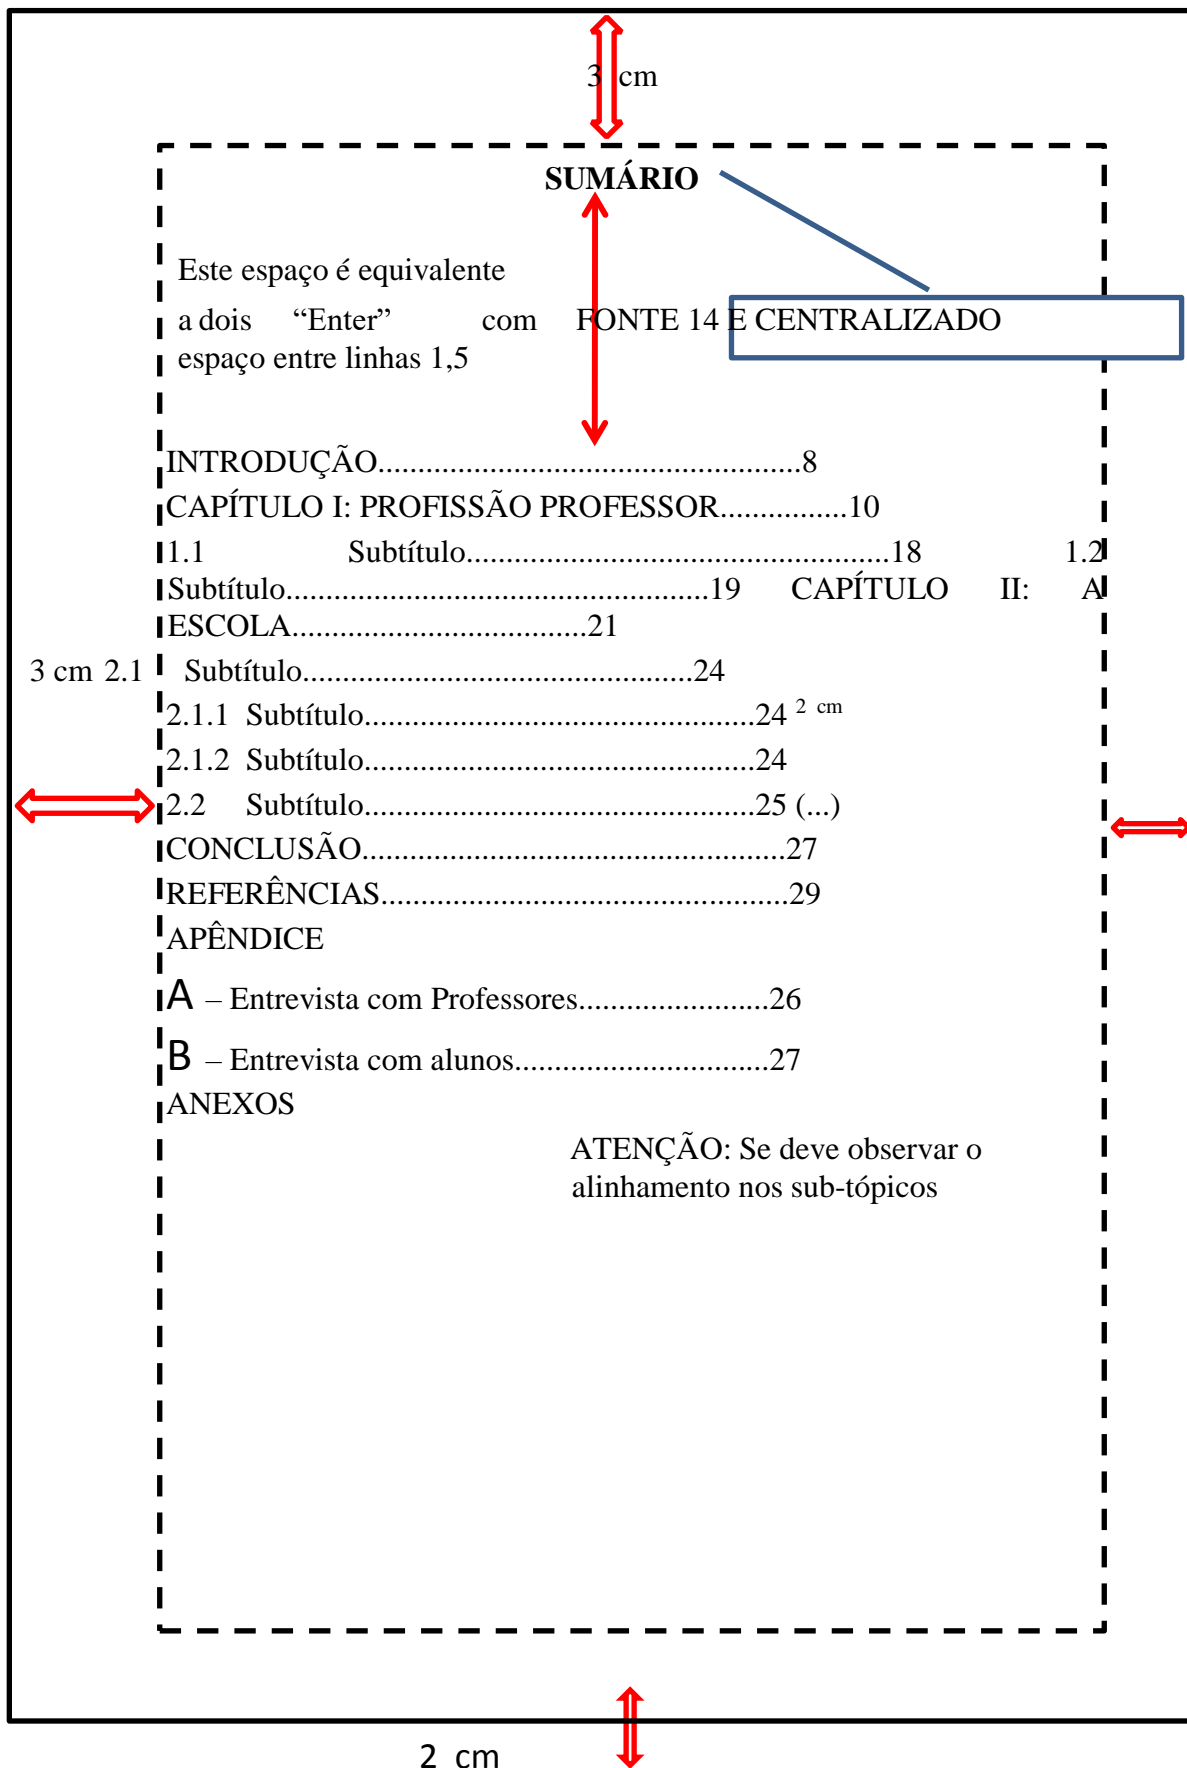 3 cm
SUMÁRIO
Este espaço é equivalente
a dois “Enter” com FONTE 14 E CENTRALIZADO
espaço entre linhas 1,5
INTRODUÇÃO.....................................................8
CAPÍTULO I: PROFISSÃO PROFESSOR................10
1.1 Subtítulo.....................................................18 1.2
Subtítulo.....................................................19 CAPÍTULO II: A
ESCOLA.....................................21
3 cm 2.1 Subtítulo.................................................24
2.1.1 Subtítulo.................................................24 2 cm
2.1.2 Subtítulo.................................................24
2.2 Subtítulo.................................................25 (...)
CONCLUSÃO.....................................................27
REFERÊNCIAS...................................................29
APÊNDICE
A – Entrevista com Professores........................26
B – Entrevista com alunos................................27
ANEXOS
ATENÇÃO: Se deve observar o
alinhamento nos sub-tópicos
2 cm